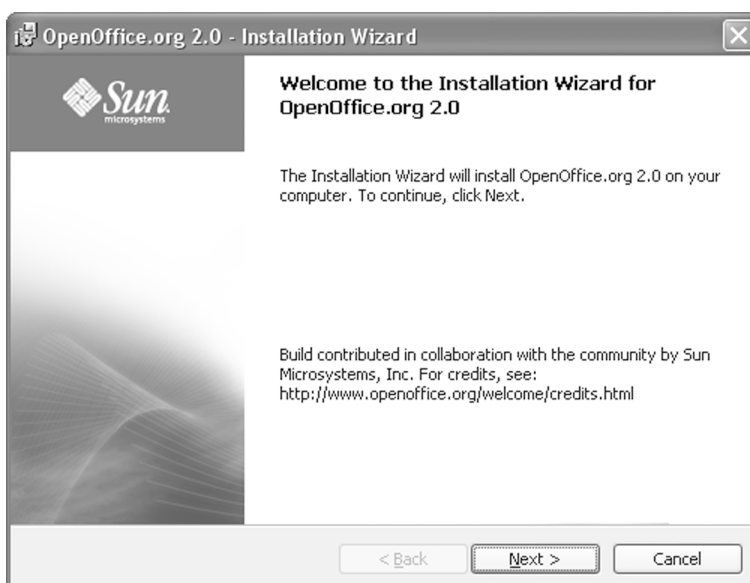 OpenOffice.org 2.0 - Installation Wizard
Sun
microsystems
Welcome to the Installation Wizard for
OpenOffice.org 2.0
The Installation Wizard will install OpenOffice.org 2.0 on your
computer. To continue, click Next.
Build contributed in collaboration with the community by Sun
Microsystems, Inc. For credits, see:
http://www.openoffice.org/welcome/credits.html
< Back
Next >
Cancel